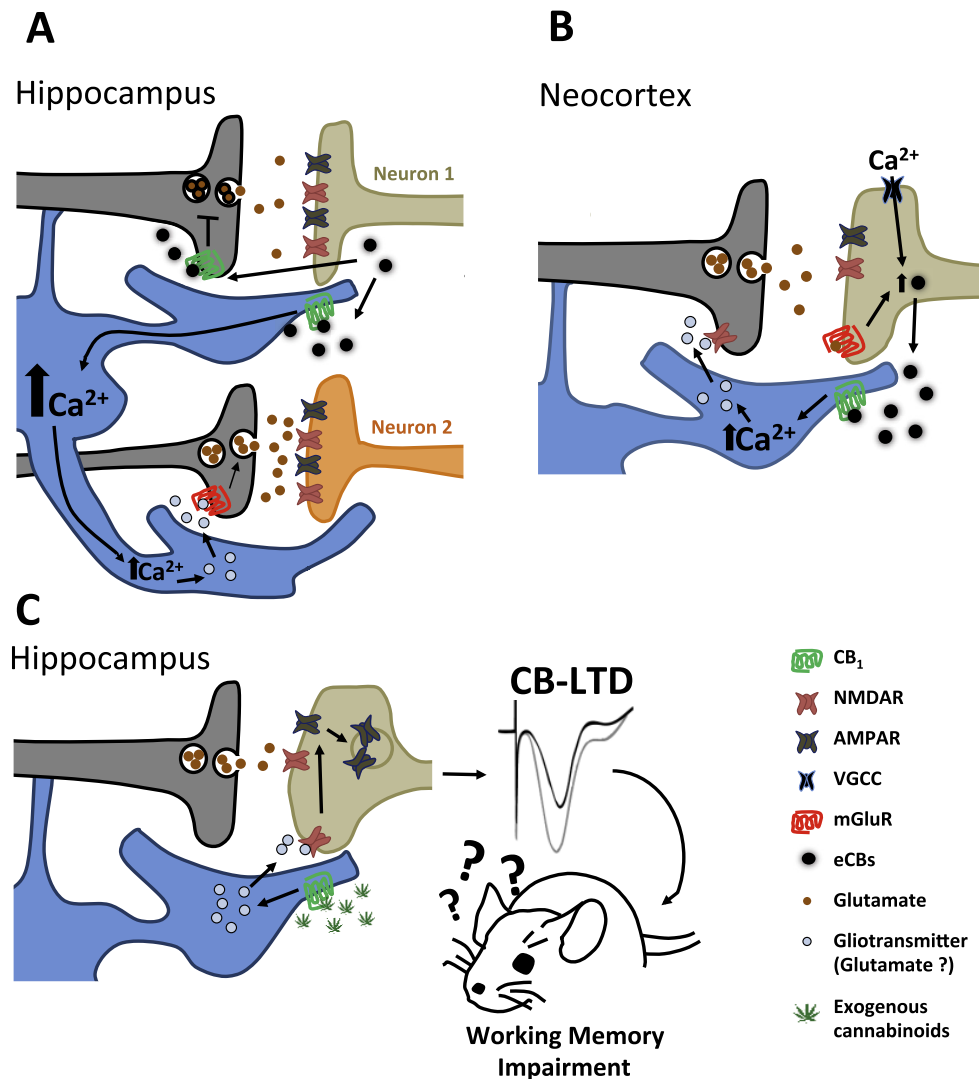 A
Hippocampus
Neuron 1
Ca²⁺
Neuron 2
Ca²⁺
B
Neocortex
Ca²⁺
Ca²⁺
C
Hippocampus
CB-LTD
? ? ?
Working Memory
Impairment
CB₁
NMDAR
AMPAR
VGCC
mGluR
eCBs
Glutamate
Gliotransmitter
(Glutamate ?)
Exogenous
cannabinoids